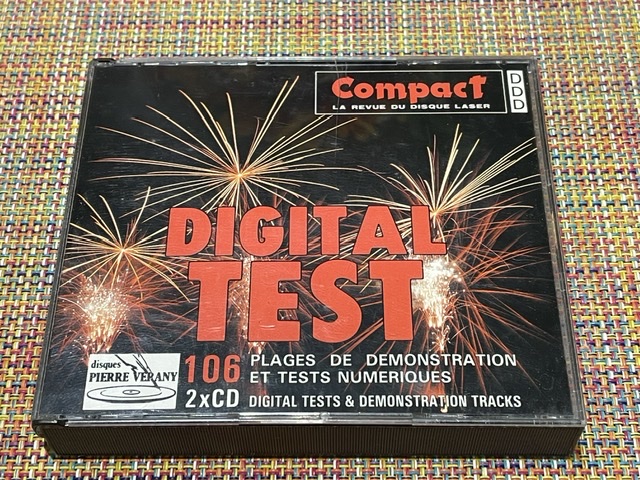 Compact
LA REVUE DU DISQUE LASER
DDD
DIGITAL
TEST
disques
PIERRE VERANY
106 PLAGES DE DEMONSTRATION
ET TESTS NUMERIQUES
2xCD DIGITAL TESTS & DEMONSTRATION TRACKS